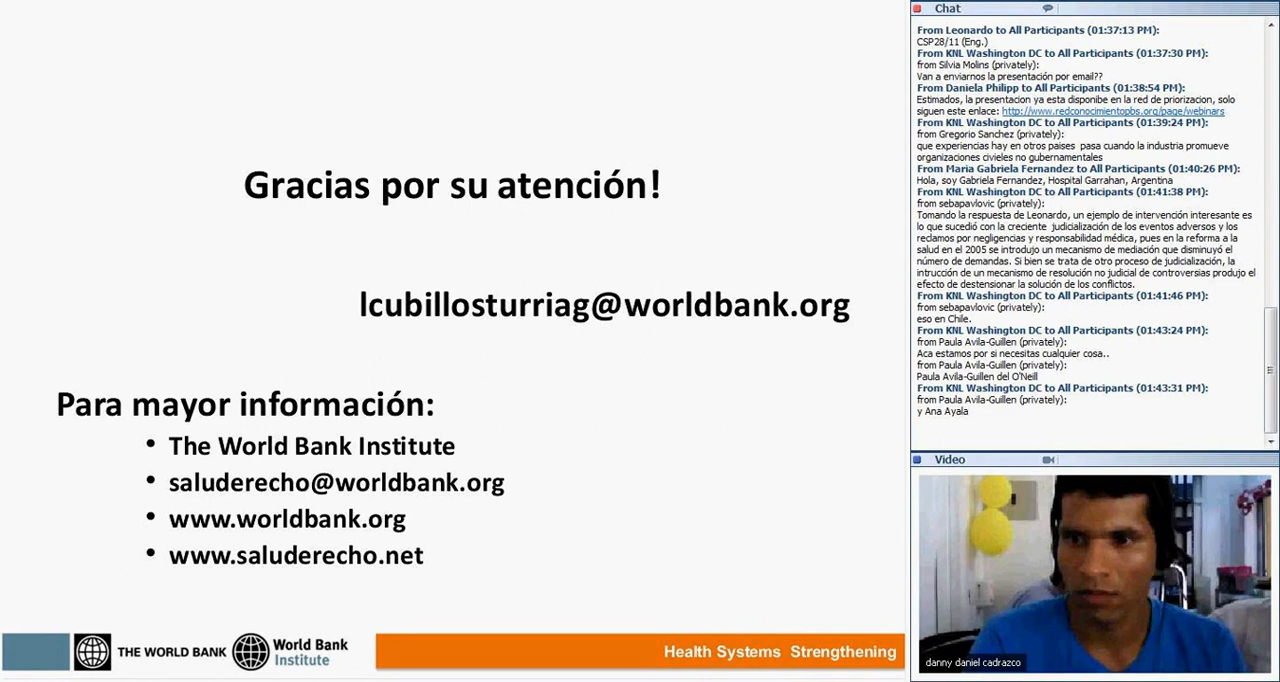 Gracias por su atención!
lcubillosturriag@worldbank.org
Para mayor información:
• The World Bank Institute
• saluderecho@worldbank.org
• www.worldbank.org
• www.saluderecho.net
THE WORLD BANK
World Bank
Institute
Health Systems Strengthening
Chat
From Leonardo to All Participants (01:37:13 PM):
CSP28/11 (Eng.)
From KNL Washington DC to All Participants (01:37:30 PM):
from Silvia Molins (privately):
Van a enviarnos la presentación por email??
From Daniela Philipp to All Participants (01:38:54 PM):
Estimados, la presentacion ya esta disponibe en la red de priorizacion, solo
siguen este enlace: http://www.redconocimientopbs.org/page/webinars
From KNL Washington DC to All Participants (01:39:24 PM):
from Gregorio Sanchez (privately):
que experiencias hay en otros paises pasa cuando la industria promueve
organizaciones civieles no gubernamentales
From Maria Gabriela Fernandez to All Participants (01:40:26 PM):
Hola, soy Gabriela Fernandez, Hospital Garrahan, Argentina
From KNL Washington DC to All Participants (01:41:38 PM):
from sebapavlovic (privately):
Tomando la respuesta de Leonardo, un ejemplo de intervención interesante es
lo que sucedió con la creciente judicialización de los eventos adversos y los
reclamos por negligencias y responsabilidad médica, pues en la reforma a la
salud en el 2005 se introdujo un mecanismo de mediación que disminuyó el
número de demandas. Si bien se trata de otro proceso de judicialización, la
intrucción de un mecanismo de resolución no judicial de controversias produjo el
efecto de destensionar la solución de los conflictos.
From KNL Washington DC to All Participants (01:41:46 PM):
from sebapavlovic (privately):
eso en Chile.
From KNL Washington DC to All Participants (01:43:24 PM):
from Paula Avila-Guillen (privately):
Aca estamos por si necesitas cualquier cosa..
from Paula Avila-Guillen (privately):
Paula Avila-Guillen del O'Neill
From KNL Washington DC to All Participants (01:43:31 PM):
from Paula Avila-Guillen (privately):
y Ana Ayala
Video
danny daniel cadrazco